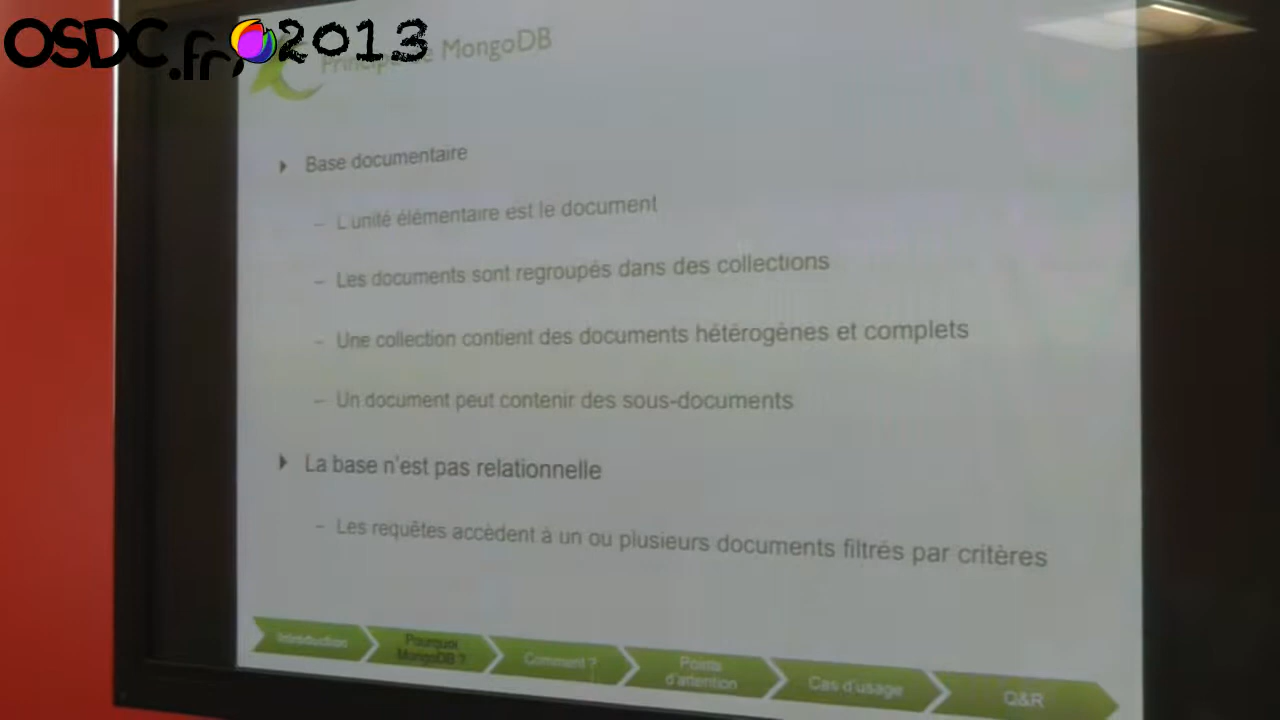 OSDC.fr 2013
MongoDB
Base documentaire
– L'unité élémentaire est le document
– Les documents sont regroupés dans des collections
– Une collection contient des documents hétérogènes et complets
– Un document peut contenir des sous-documents
La base n'est pas relationnelle
– Les requêtes accèdent à un ou plusieurs documents filtrés par critères
Introduction
Pourquoi
MongoDB ?
Comment ?
Points
d'attention
Cas d'usage
Q&R